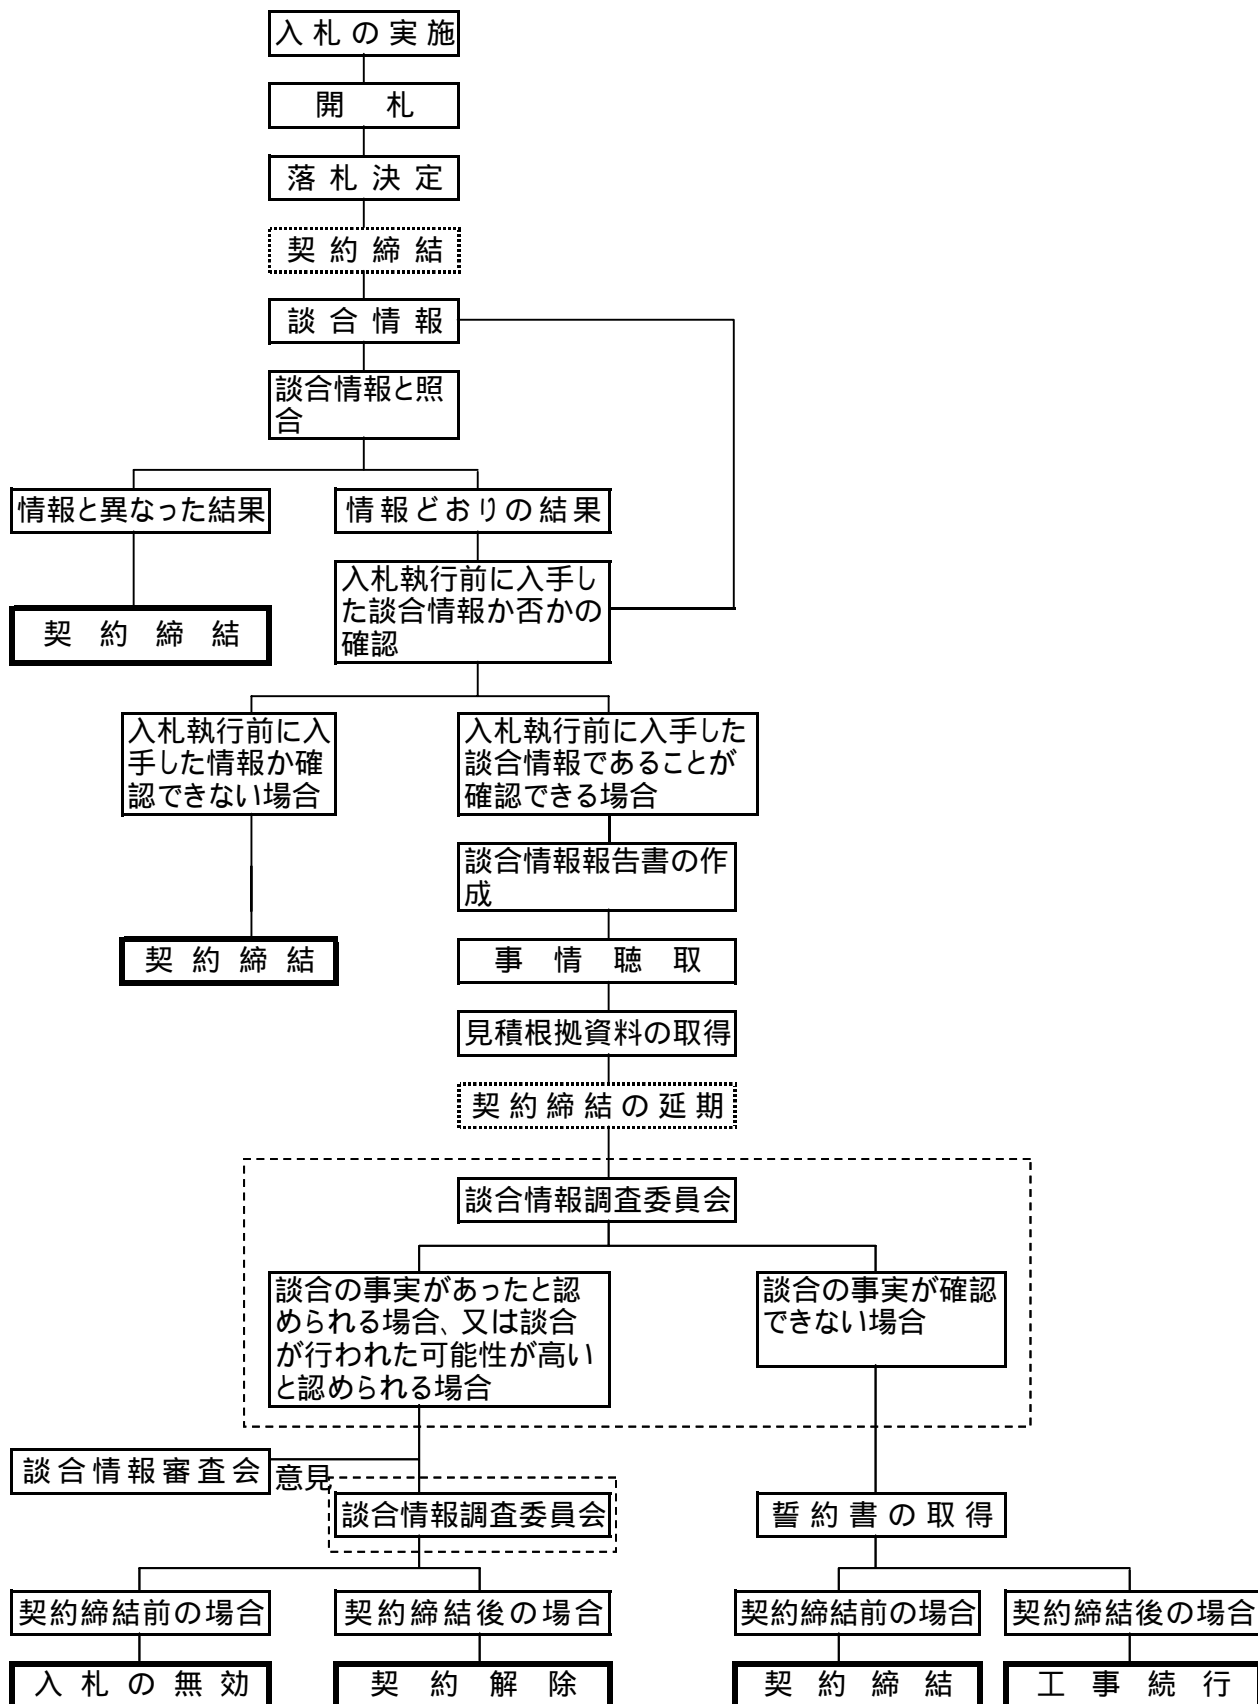 入札の実施
開札
落札決定
契約締結
談合情報
談合情報と照
合
情報と異なった結果
情報どおりの結果
入札執行前に入手し
た談合情報か否かの
確認
契約締結
入札執行前に入
手した情報か確
認できない場合
入札執行前に入手した
談合情報であることが
確認できる場合
談合情報報告書の作
成
契約締結
事情聴取
見積根拠資料の取得
契約締結の延期
談合情報調査委員会
談合の事実があったと認
められる場合、又は談合
が行われた可能性が高い
と認められる場合
談合の事実が確認
できない場合
談合情報審査会
意見
談合情報調査委員会
誓約書の取得
契約締結前の場合
契約締結後の場合
契約締結前の場合
契約締結後の場合
入札の無効
契約解除
契約締結
工事続行